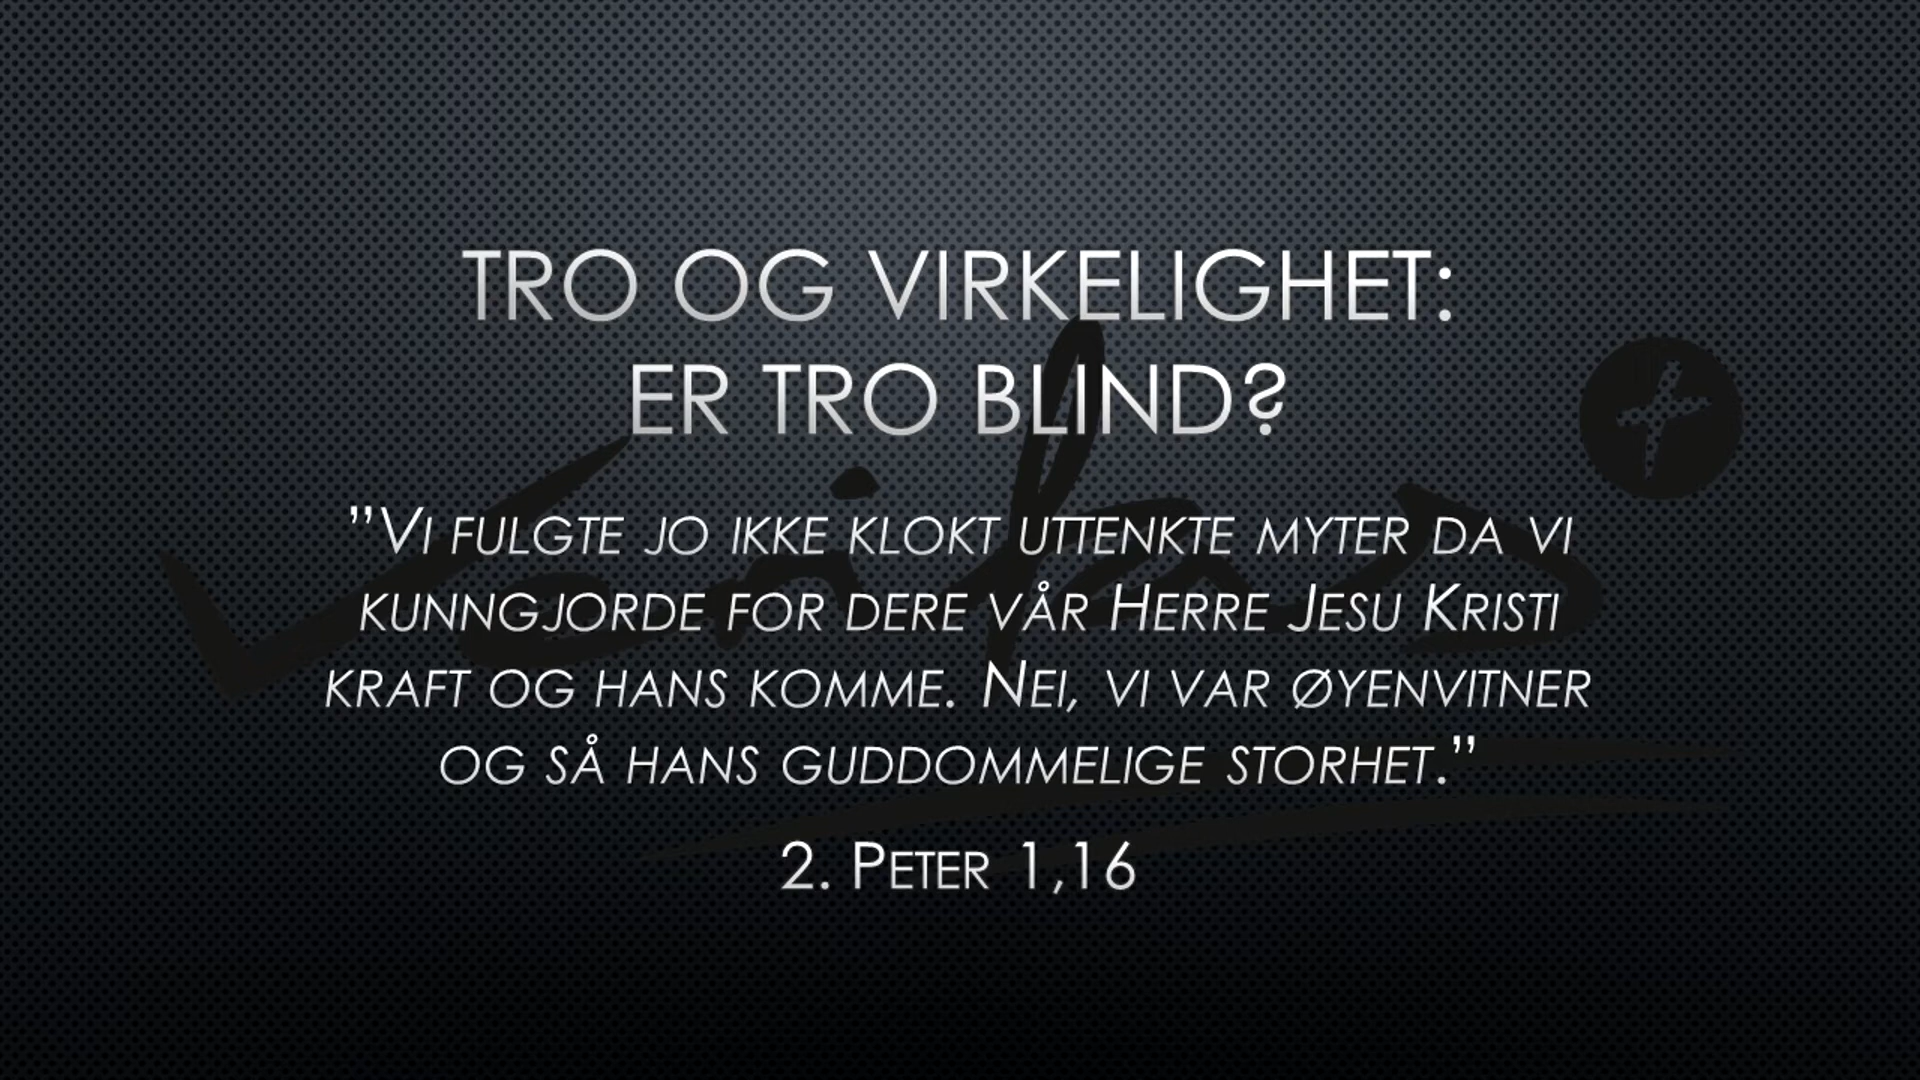 TRO OG VIRKELIGHET:
ER TRO BLIND?
”Vi fulgte jo ikke klokt uttenkte myter da vi
kunngjorde for dere vår Herre Jesu Kristi
kraft og hans komme. Nei, vi var øyenvitner
og så hans guddommelige storhet.”
2. Peter 1,16
Veritas